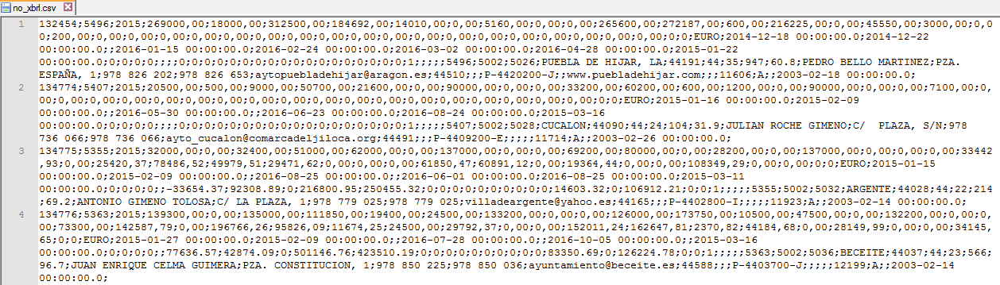 no_xbrl.csv
1 132454;5496;2015;269000,00;18000,00;312500,00;184692,00;14010,00;0,00;5160,00;0,00;0,00;265600,00;272187,00;600,00;216225,00;0,00;45550,00;3000,00;0,0
0;200,00;0,00;0,00;0,00;0,00;0,00;0,00;0,00;0,00;0,00;0,00;0,00;0,00;0,00;0,00;0,00;0,00;0;0;EURO;2014-12-18 00:00:00.0;2014-12-22
00:00:00.0;;2016-01-15 00:00:00.0;2016-02-24 00:00:00.0;2016-03-02 00:00:00.0;2016-04-28 00:00:00.0;2015-01-22
00:00:00.0;0;0;0;0;;;;0;0;0;0;0;0;0;0;0;0;0;0;0;0;0;0;1;;;;;5496;5002;5026;PUEBLA DE HIJAR, LA;44191;44;35;947;60.8;PEDRO BELLO MARTINEZ;PZA.
ESPAÑA, 1;978 826 202;978 826 653;aytopuebladehijar@aragon.es;44510;;;P-4420200-J;;www.puebladehijar.com;;;11606;A;;2003-02-18 00:00:00.0;
2 134774;5407;2015;20500,00;500,00;9000,00;50700,00;21600,00;0,00;0,00;90000,00;0,00;0,00;33200,00;60200,00;600,00;1200,00;0,00;90000,00;0,00;7100,00;0,0
0;0,00;0,00;0,00;0,00;0,00;0,00;0,00;0,00;0,00;0,00;0,00;0,00;0,00;0,00;0,00;0,00;0;0;EURO;2015-01-16 00:00:00.0;2015-02-09
00:00:00.0;;2016-05-30 00:00:00.0;;2016-06-23 00:00:00.0;2016-08-24 00:00:00.0;2015-03-16
00:00:00.0;0;0;0;0;;;;0;0;0;0;0;0;0;0;0;0;0;0;0;0;0;0;1;;;;;5407;5002;5028;CUCALON;44090;44;24;104;31.9;JULIAN ROCHE GIMENO;C/  PLAZA, S/N;978
736 066;978 736 066;ayto_cucalon@comarcadeljiloca.org;44491;;;P-4409200-E;;;;;11714;A;;2003-02-26 00:00:00.0;
3 134775;5355;2015;32000,00;0,00;32400,00;51000,00;62000,00;0,00;0,00;137000,00;0,00;0,00;69200,00;80000,00;0,00;28200,00;0,00;137000,00;0,00;0,00;33442
,93;0,00;25420,37;78486,52;49979,51;29471,62;0,00;0,00;0,00;61850,47;60891,12;0,00;19364,44;0,00;0,00;108349,29;0,00;0,00;0;0;EURO;2015-01-15
00:00:00.0;2015-02-09 00:00:00.0;;2016-08-25 00:00:00.0;;2016-06-01 00:00:00.0;2016-08-25 00:00:00.0;2015-03-11
00:00:00.0;0;0;0;0;;-33654.37;92308.89;0;216800.95;250455.32;0;0;0;0;0;0;0;0;0;0;14603.32;0;106912.21;0;0;1;;;;;5355;5002;5032;ARGENTE;44028;44;22;214
;69.2;ANTONIO GIMENO TOLOSA;C/ LA PLAZA, 1;978 779 025;978 779 025;villadeargente@yahoo.es;44165;;;P-4402800-I;;;;;11923;A;;2003-02-14 00:00:00.0;
4 134776;5363;2015;139300,00;0,00;135000,00;111850,00;19400,00;24500,00;133200,00;0,00;0,00;126000,00;173750,00;10500,00;47500,00;0,00;132200,00;0,00;0,
00;73300,00;142587,79;0,00;196766,26;95826,09;11674,25;24500,00;29792,37;0,00;0,00;152011,24;162647,81;2370,82;44184,68;0,00;28149,99;0,00;0,00;34145,
65;0;0;EURO;2015-01-27 00:00:00.0;2015-02-09 00:00:00.0;;2016-07-28 00:00:00.0;;2016-10-05 00:00:00.0;;2015-03-16
00:00:00.0;0;0;0;0;;77636.57;42874.09;0;501146.76;423510.19;0;0;0;0;0;0;0;0;0;0;83350.69;0;126224.78;0;0;1;;;;;5363;5002;5036;BECEITE;44037;44;23;566;
96.7;JUAN ENRIQUE CELMA GUIMERA;PZA. CONSTITUCION, 1;978 850 225;978 850 036;ayuntamiento@beceite.es;44588;;;P-4403700-J;;;;;12199;A;;2003-02-14
00:00:00.0;